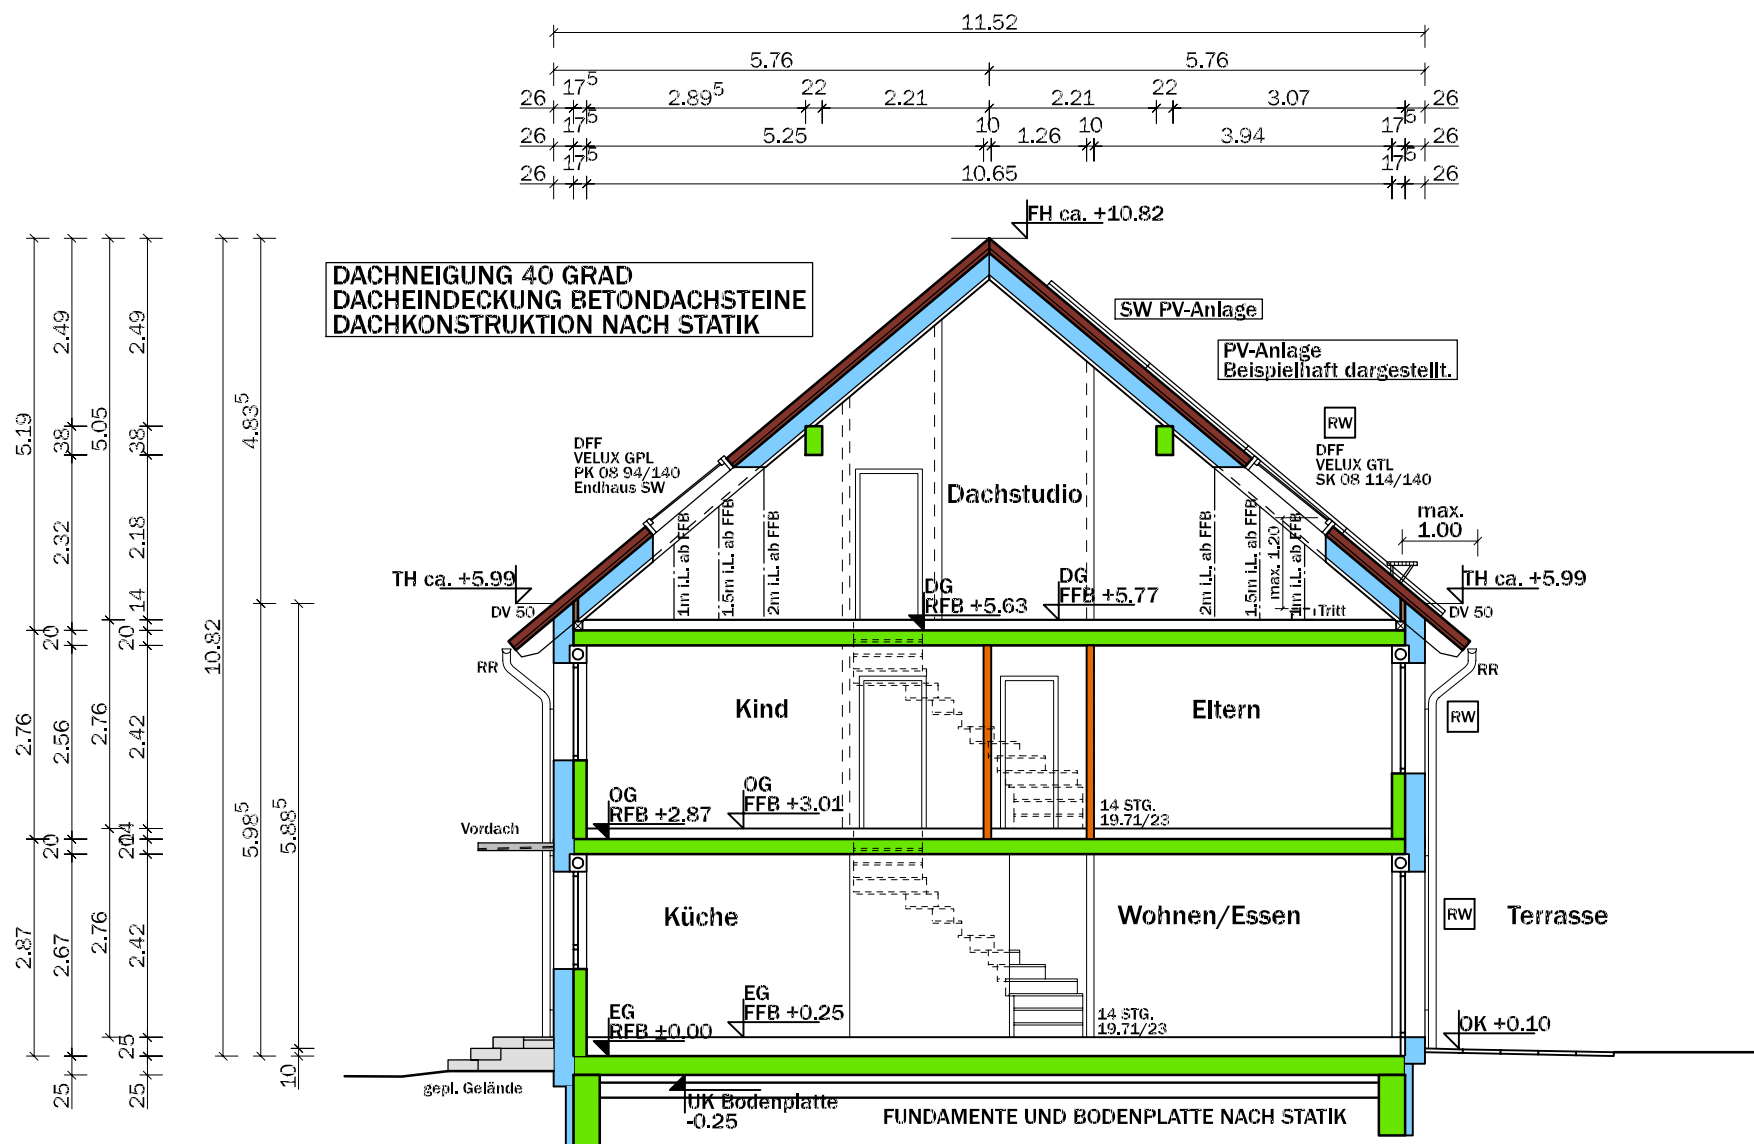 11.52
5.76 5.76
26 17⁵ 2.89⁵ 22 2.21 2.21 22 3.07 26
26 17⁵ 5.25 10 1.26 10 3.94 17⁵ 26
26 17⁵ 10.65 17⁵ 26
FH ca. +10.82
DACHNEIGUNG 40 GRAD
DACHEINDECKUNG BETONDACHSTEINE
DACHKONSTRUKTION NACH STATIK
SW PV-Anlage
PV-Anlage
Beispielhaft dargestellt.
RW
DFF
VELUX GPL
PK 08 94/140
Endhaus SW
DFF
VELUX GTL
SK 08 114/140
Dachstudio
max.
1.00
1m i.L. ab FFB
1.5m i.L. ab FFB
2m i.L. ab FFB
2m i.L. ab FFB
1.5m i.L. ab FFB
max. 1.20
1m i.L. ab FFB
Tritt
TH ca. +5.99
DV 50
TH ca. +5.99
DV 50
DG
RFB +5.63
DG
FFB +5.77
RR
RR
Kind
Eltern
RW
OG
RFB +2.87
OG
FFB +3.01
14 STG.
19.71/23
Vordach
Küche
Wohnen/Essen
RW
Terrasse
EG
RFB ±0.00
EG
FFB +0.25
14 STG.
19.71/23
OK +0.10
gepl. Gelände
UK Bodenplatte
-0.25
FUNDAMENTE UND BODENPLATTE NACH STATIK
5.19
2.76
2.87
2.49
38
2.32
20
2.56
20
2.67
25
5.05
2.76
2.76
2.49
38
2.18
14
20
2.42
14
20
2.42
25
25
10.82
4.83⁵
5.98⁵
5.88⁵
10